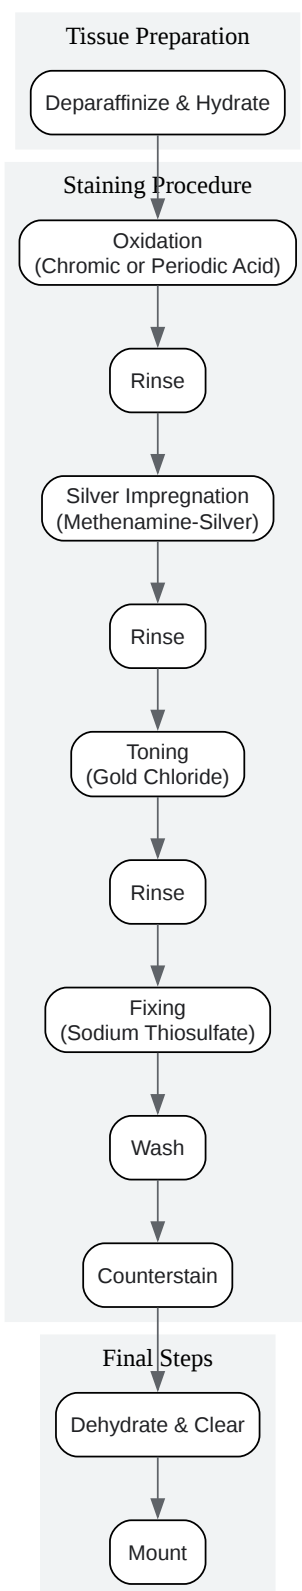 Tissue Preparation
Deparaffinize & Hydrate
Staining Procedure
Oxidation
(Chromic or Periodic Acid)
Rinse
Silver Impregnation
(Methenamine-Silver)
Rinse
Toning
(Gold Chloride)
Rinse
Fixing
(Sodium Thiosulfate)
Wash
Counterstain
Final Steps
Dehydrate & Clear
Mount